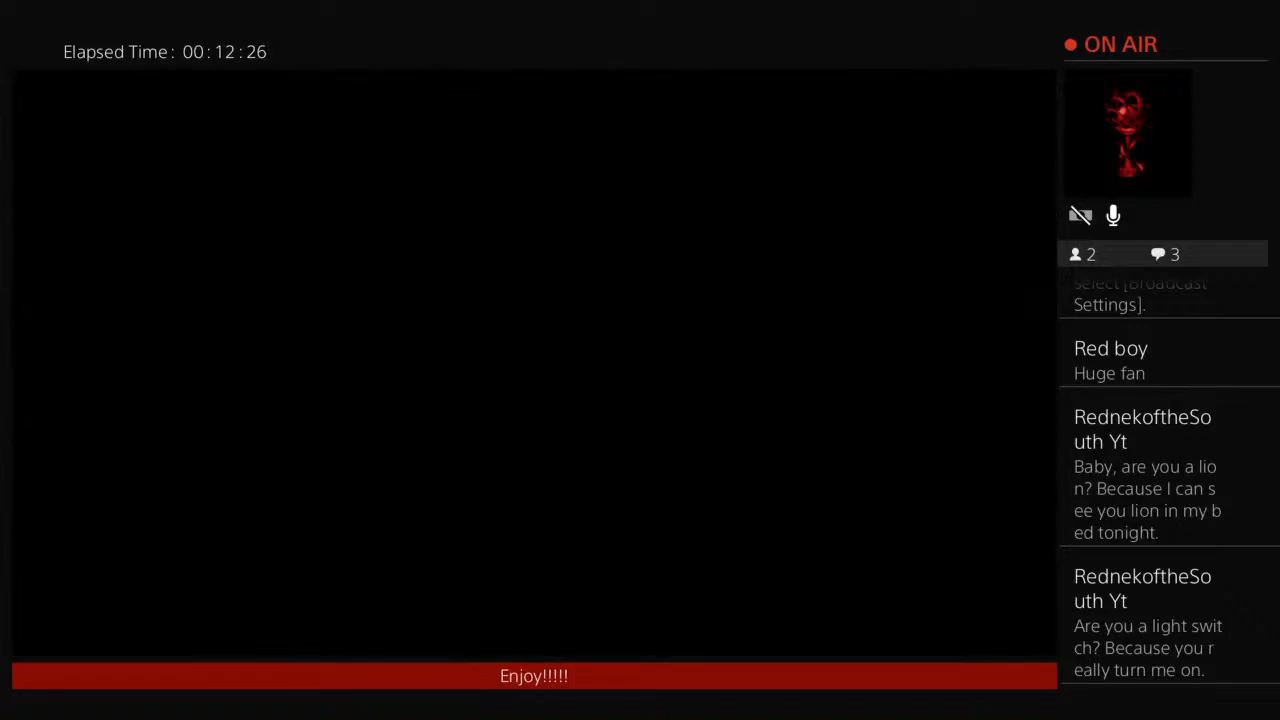 Elapsed Time: 00:12:26
ON AIR
2 3
select [Broadcast
Settings].
Red boy
Huge fan
RednekoftheSo
uth Yt
Baby, are you a lio
n? Because I can s
ee you lion in my b
ed tonight.
RednekoftheSo
uth Yt
Are you a light swit
ch? Because you r
eally turn me on.
Enjoy!!!!!